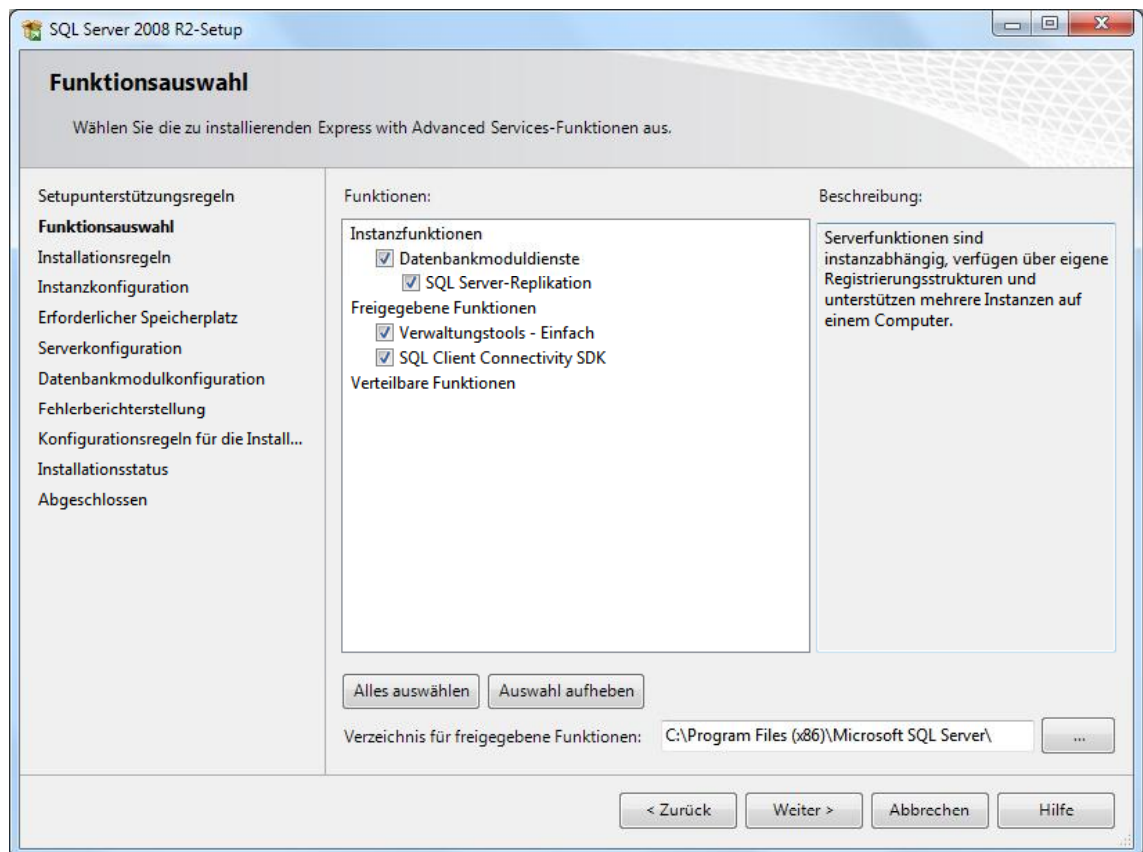 SQL Server 2008 R2-Setup
Funktionsauswahl
Wählen Sie die zu installierenden Express with Advanced Services-Funktionen aus.
Setupunterstützungsregeln
Funktionsauswahl
Installationsregeln
Instanzkonfiguration
Erforderlicher Speicherplatz
Serverkonfiguration
Datenbankmodulkonfiguration
Fehlerberichterstellung
Konfigurationsregeln für die Install...
Installationsstatus
Abgeschlossen
Funktionen:
Instanzfunktionen
Datenbankmoduldienste
SQL Server-Replikation
Freigegebene Funktionen
Verwaltungstools - Einfach
SQL Client Connectivity SDK
Verteilbare Funktionen
Beschreibung:
Serverfunktionen sind
instanzabhängig, verfügen über eigene
Registrierungsstrukturen und
unterstützen mehrere Instanzen auf
einem Computer.
Alles auswählen Auswahl aufheben
Verzeichnis für freigegebene Funktionen: C:\Program Files (x86)\Microsoft SQL Server\ ...
< Zurück Weiter > Abbrechen Hilfe